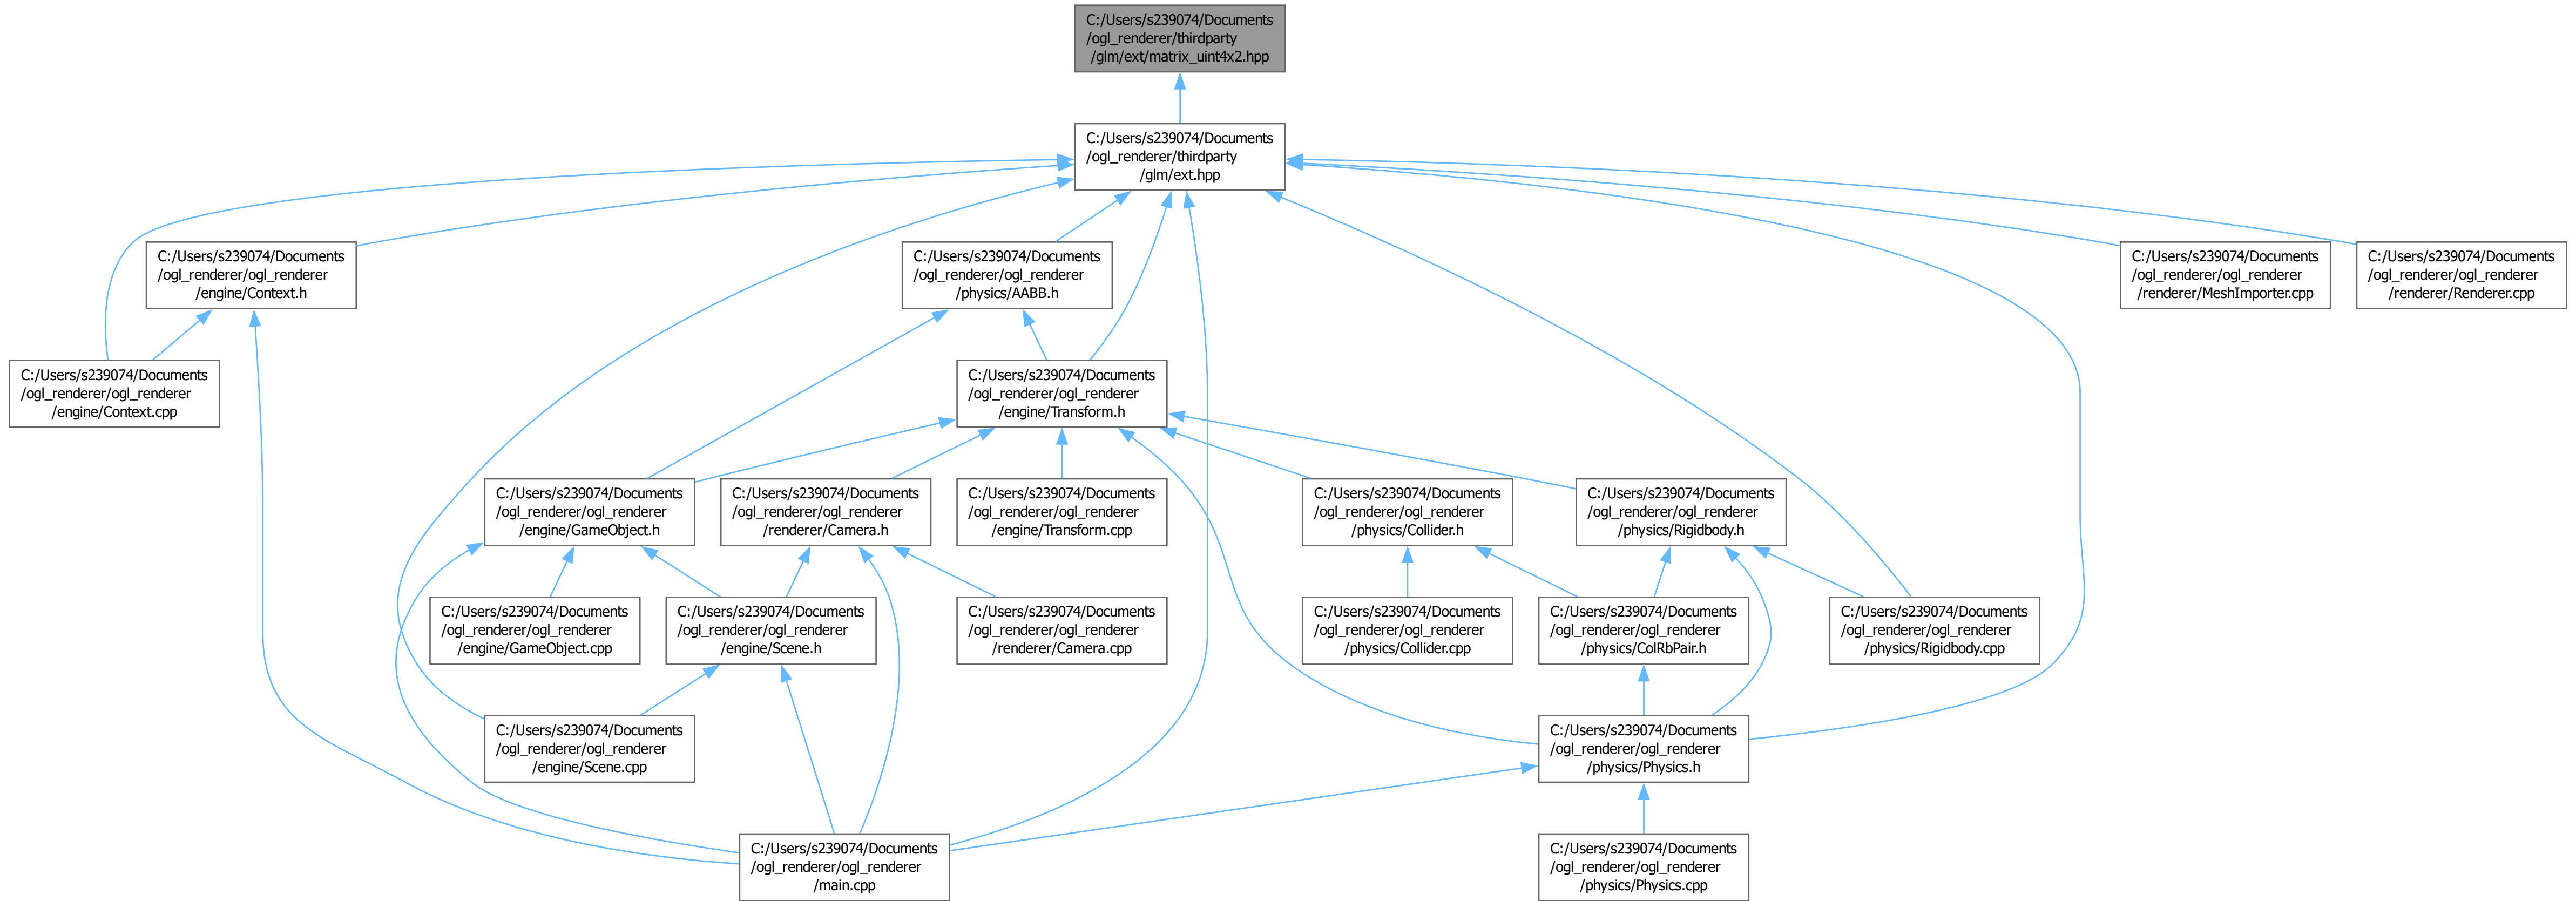 C:/Users/s239074/Documents
/ogl_renderer/thirdparty
/glm/ext/matrix_uint4x2.hpp
C:/Users/s239074/Documents
/ogl_renderer/thirdparty
/glm/ext.hpp
C:/Users/s239074/Documents
/ogl_renderer/ogl_renderer
/engine/Context.h
C:/Users/s239074/Documents
/ogl_renderer/ogl_renderer
/physics/AABB.h
C:/Users/s239074/Documents
/ogl_renderer/ogl_renderer
/renderer/MeshImporter.cpp
C:/Users/s239074/Documents
/ogl_renderer/ogl_renderer
/renderer/Renderer.cpp
C:/Users/s239074/Documents
/ogl_renderer/ogl_renderer
/engine/Context.cpp
C:/Users/s239074/Documents
/ogl_renderer/ogl_renderer
/engine/Transform.h
C:/Users/s239074/Documents
/ogl_renderer/ogl_renderer
/engine/GameObject.h
C:/Users/s239074/Documents
/ogl_renderer/ogl_renderer
/renderer/Camera.h
C:/Users/s239074/Documents
/ogl_renderer/ogl_renderer
/engine/Transform.cpp
C:/Users/s239074/Documents
/ogl_renderer/ogl_renderer
/physics/Collider.h
C:/Users/s239074/Documents
/ogl_renderer/ogl_renderer
/physics/Rigidbody.h
C:/Users/s239074/Documents
/ogl_renderer/ogl_renderer
/engine/GameObject.cpp
C:/Users/s239074/Documents
/ogl_renderer/ogl_renderer
/engine/Scene.h
C:/Users/s239074/Documents
/ogl_renderer/ogl_renderer
/renderer/Camera.cpp
C:/Users/s239074/Documents
/ogl_renderer/ogl_renderer
/physics/Collider.cpp
C:/Users/s239074/Documents
/ogl_renderer/ogl_renderer
/physics/ColRbPair.h
C:/Users/s239074/Documents
/ogl_renderer/ogl_renderer
/physics/Rigidbody.cpp
C:/Users/s239074/Documents
/ogl_renderer/ogl_renderer
/engine/Scene.cpp
C:/Users/s239074/Documents
/ogl_renderer/ogl_renderer
/physics/Physics.h
C:/Users/s239074/Documents
/ogl_renderer/ogl_renderer
/main.cpp
C:/Users/s239074/Documents
/ogl_renderer/ogl_renderer
/physics/Physics.cpp